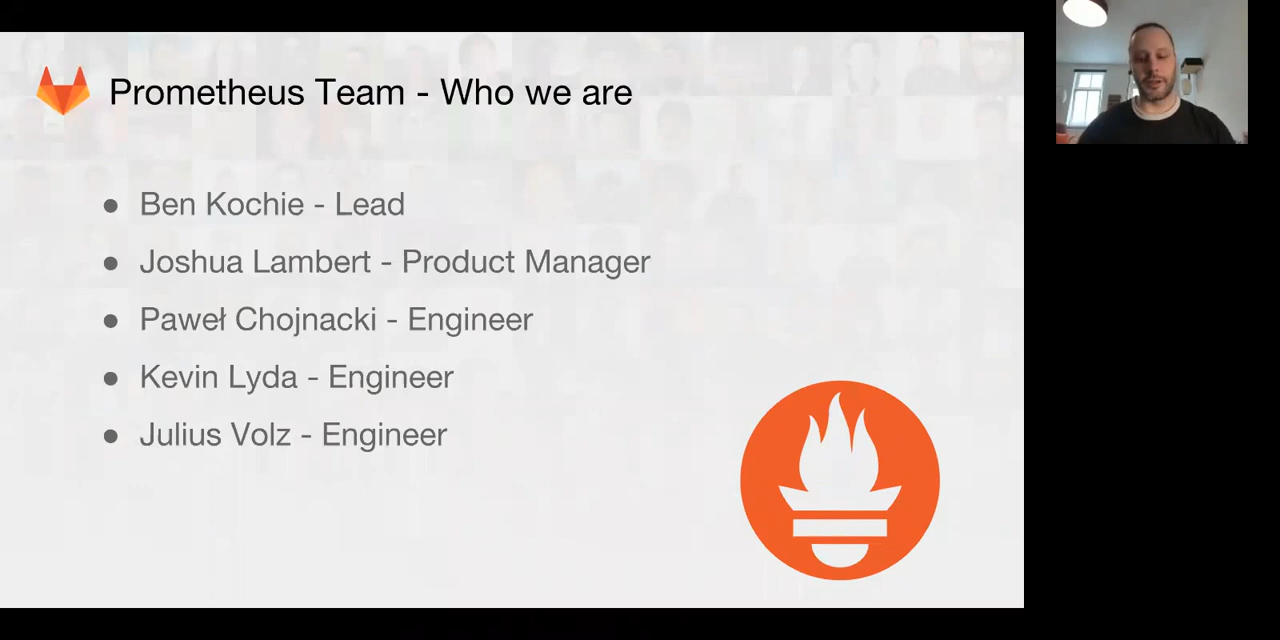 Prometheus Team - Who we are
● Ben Kochie - Lead
● Joshua Lambert - Product Manager
● Paweł Chojnacki - Engineer
● Kevin Lyda - Engineer
● Julius Volz - Engineer